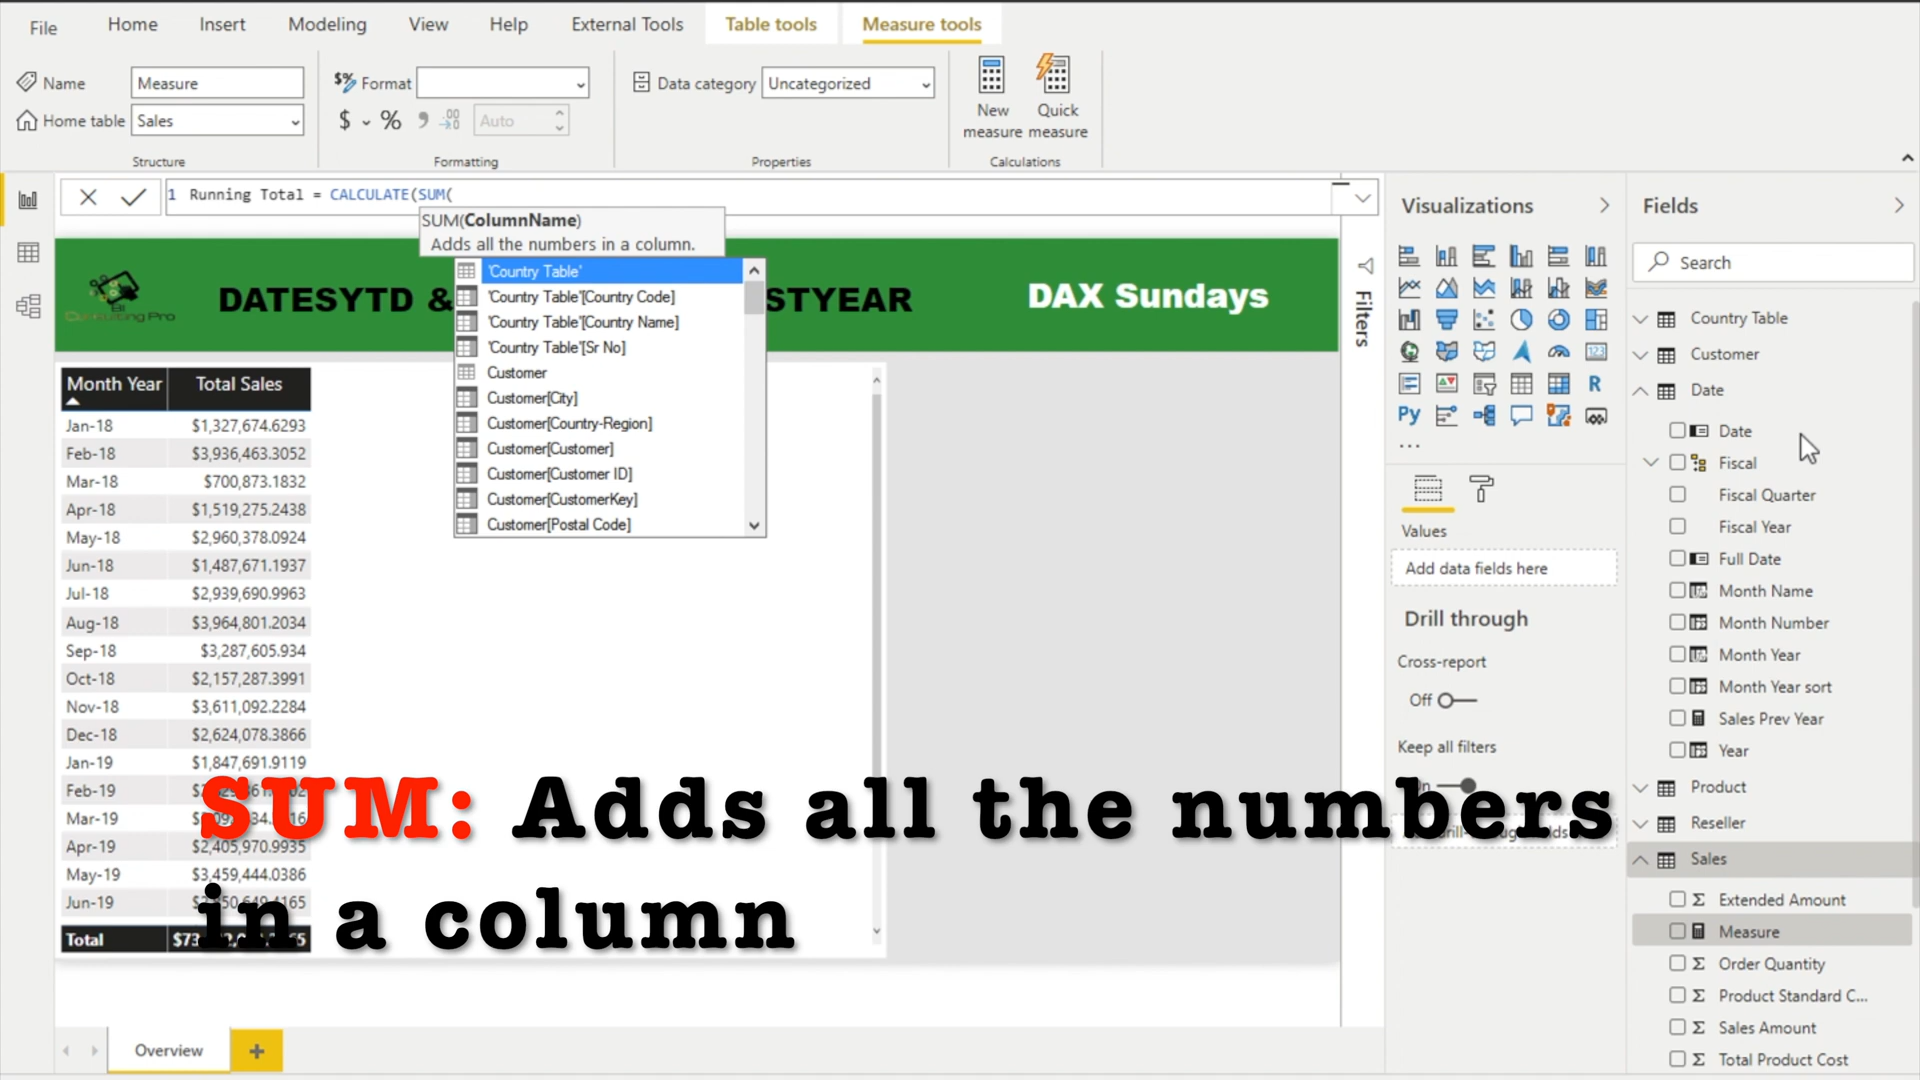 File
Home
Insert
Modeling
View
Help
External Tools
Table tools
Measure tools
Name
Measure
Home table
Sales
Structure
Format
$ % 
Auto
Formatting
Data category
Uncategorized
Properties
New measure
Quick measure
Calculations
1 Running Total = CALCULATE(SUM(
SUM(ColumnName)
Adds all the numbers in a column.
'Country Table'
'Country Table'[Country Code]
'Country Table'[Country Name]
'Country Table'[Sr No]
Customer
Customer[City]
Customer[Country-Region]
Customer[Customer]
Customer[Customer ID]
Customer[CustomerKey]
Customer[Postal Code]
DATESYTD & STYEAR
DAX Sundays
Month Year Total Sales
Jan-18 $1,327,674.6293
Feb-18 $3,936,463.3052
Mar-18 $700,873.1832
Apr-18 $1,519,275.2438
May-18 $2,960,378.0924
Jun-18 $1,487,671.1937
Jul-18 $2,939,690.9963
Aug-18 $3,964,801.2034
Sep-18 $3,287,605.934
Oct-18 $2,157,287.3991
Nov-18 $3,611,092.2284
Dec-18 $2,624,078.3866
Jan-19 $1,847,691.9119
Feb-19
Mar-19
Apr-19 $2,405,970.9935
May-19 $3,459,444.0386
Jun-19
Total
SUM: Adds all the numbers
in a column
Overview
Filters
Visualizations
R
Py
123
Values
Add data fields here
Drill through
Cross-report
Off
Keep all filters
Fields
Search
Country Table
Customer
Date
Date
Fiscal
Fiscal Quarter
Fiscal Year
Full Date
Month Name
Month Number
Month Year
Month Year sort
Sales Prev Year
Year
Product
Reseller
Sales
Extended Amount
Measure
Order Quantity
Product Standard C...
Sales Amount
Total Product Cost